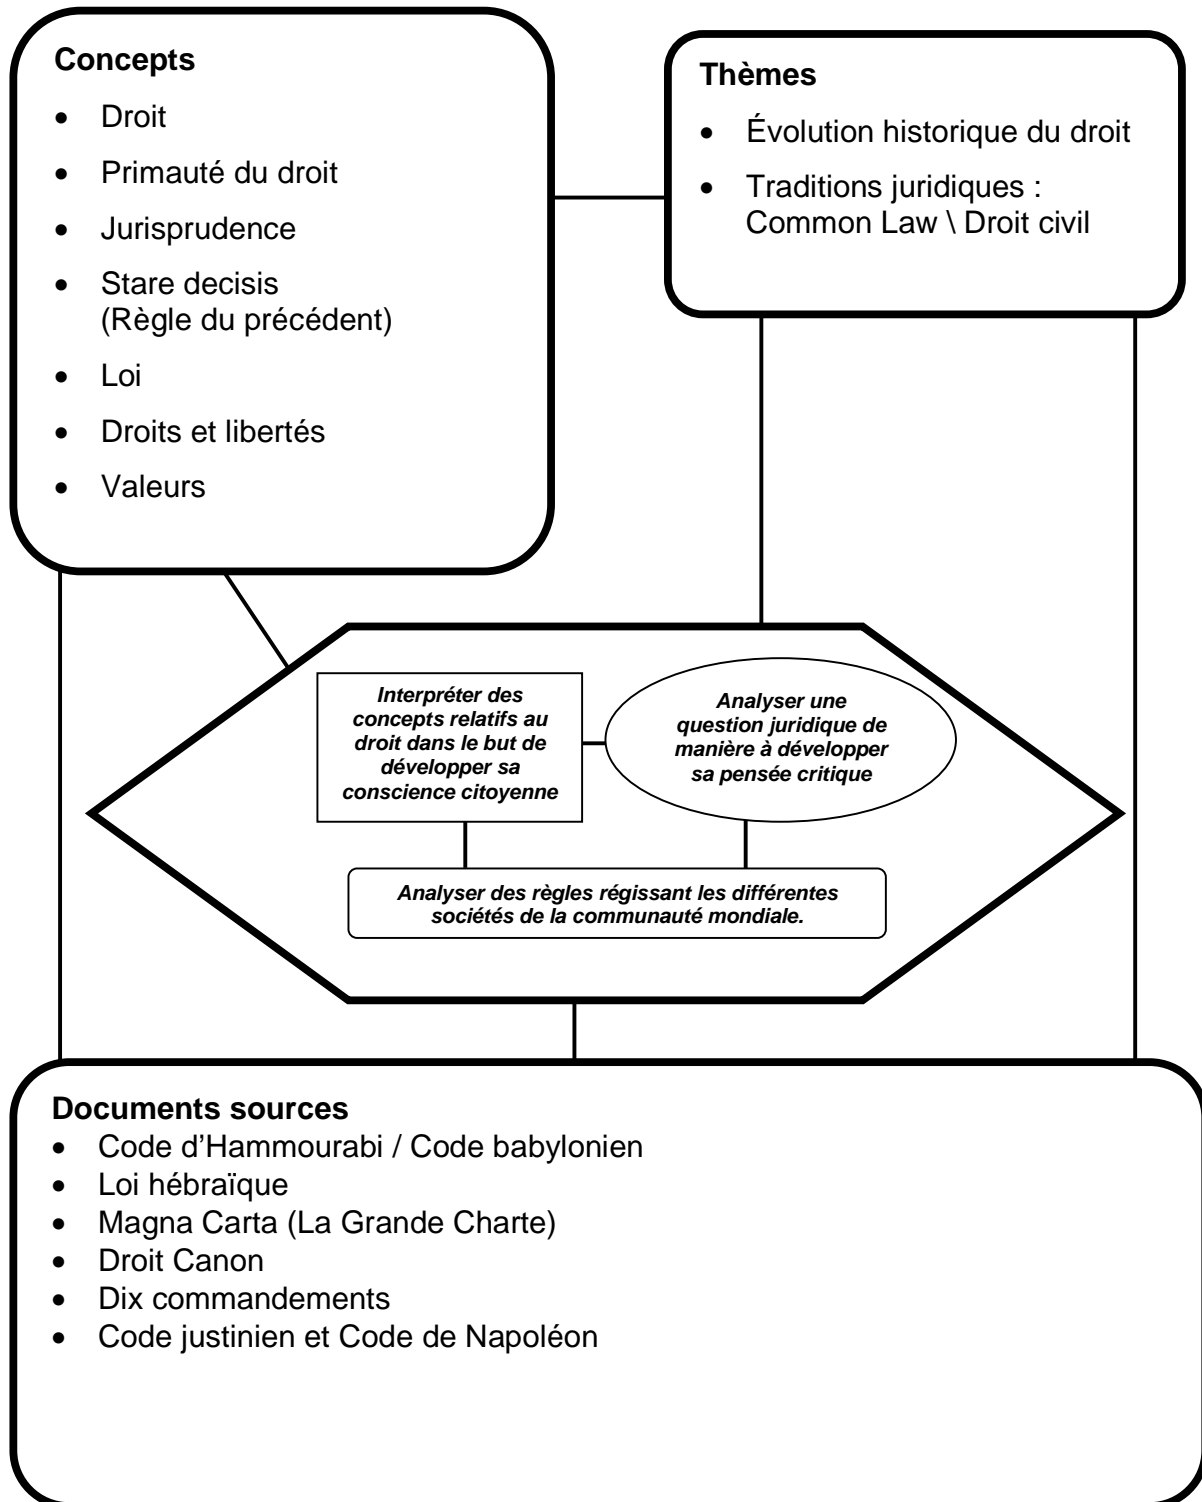 Concepts
• Droit
• Primauté du droit
• Jurisprudence
• Stare decisis
(Règle du précédent)
• Loi
• Droits et libertés
• Valeurs
Thèmes
• Évolution historique du droit
• Traditions juridiques :
Common Law \ Droit civil
Interpréter des
concepts relatifs au
droit dans le but de
développer sa
conscience citoyenne
Analyser une
question juridique de
manière à développer
sa pensée critique
Analyser des règles régissant les différentes
sociétés de la communauté mondiale.
Documents sources
• Code d’Hammourabi / Code babylonien
• Loi hébraïque
• Magna Carta (La Grande Charte)
• Droit Canon
• Dix commandements
• Code justinien et Code de Napoléon